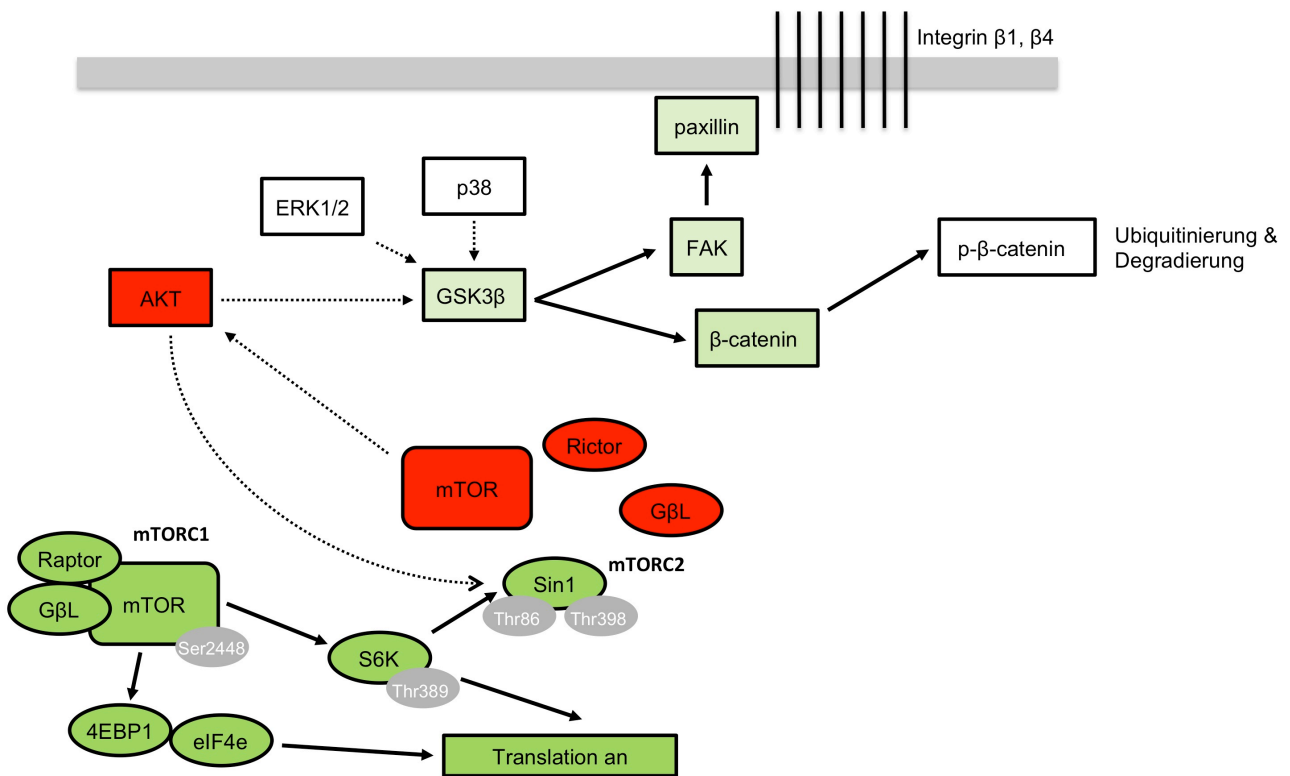 Integrin β1, β4
paxillin
p38
ERK1/2
FAK
p-β-catenin
Ubiquitinierung &
Degradierung
AKT
GSK3β
β-catenin
Rictor
mTOR
GβL
mTORC1
Raptor
mTORC2
Sin1
GβL
mTOR
Thr86
Thr398
Ser2448
S6K
Thr389
4EBP1
eIF4e
Translation an